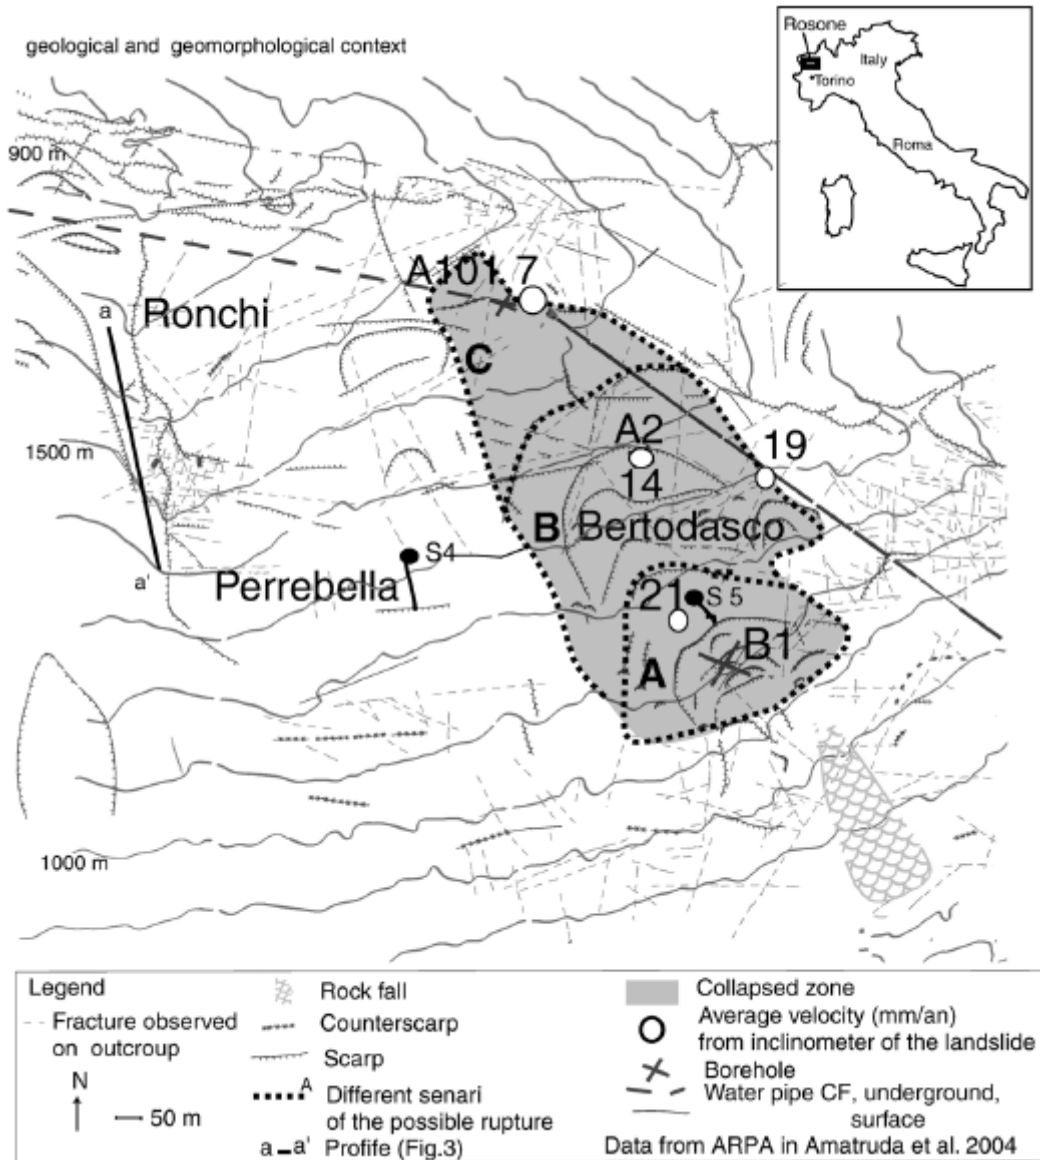 geological and geomorphological context
Rosone
Italy
Torino
Roma
900 m
A101 7
a
Ronchi
C
A2
19
1500 m
14
B Bertodasco
S4
a'
Perrebella
21
S 5
B1
A
1000 m
Legend
Fracture observed
on outcroup
N
50 m
Rock fall
Counterscarp
Scarp
A
Different senari
of the possible rupture
a a' Profife (Fig.3)
Collapsed zone
Average velocity (mm/an)
from inclinometer of the landslide
Borehole
Water pipe CF, underground,
surface
Data from ARPA in Amatruda et al. 2004